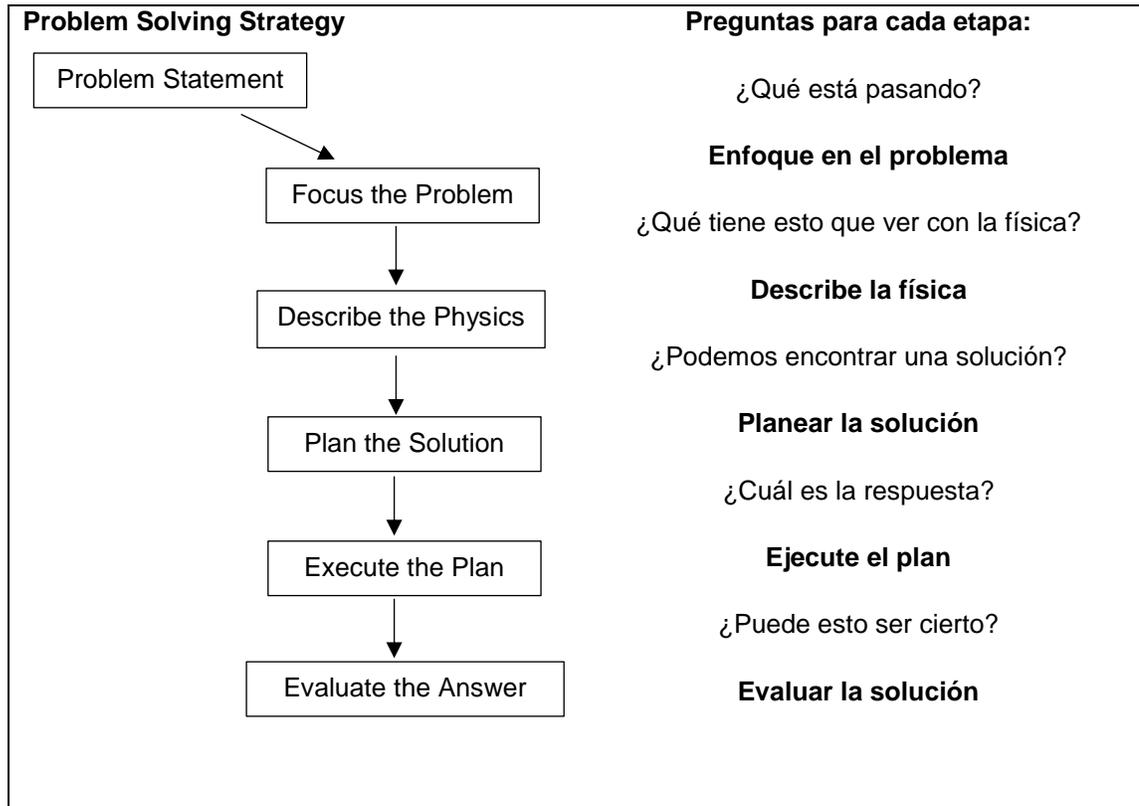 Problem Solving Strategy
Problem Statement
Focus the Problem
Describe the Physics
Plan the Solution
Execute the Plan
Evaluate the Answer
Preguntas para cada etapa:
¿Qué está pasando?
Enfoque en el problema
¿Qué tiene esto que ver con la física?
Describe la física
¿Podemos encontrar una solución?
Planear la solución
¿Cuál es la respuesta?
Ejecute el plan
¿Puede esto ser cierto?
Evaluar la solución